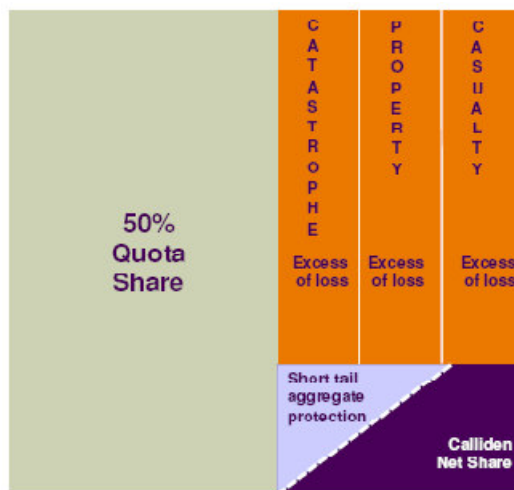 50%
Quota
Share
CATASTROPHE
Excess
of loss
PROPERTY
Excess
of loss
CASUALTY
Excess
of loss
Short tail
aggregate
protection
Calliden
Net Share